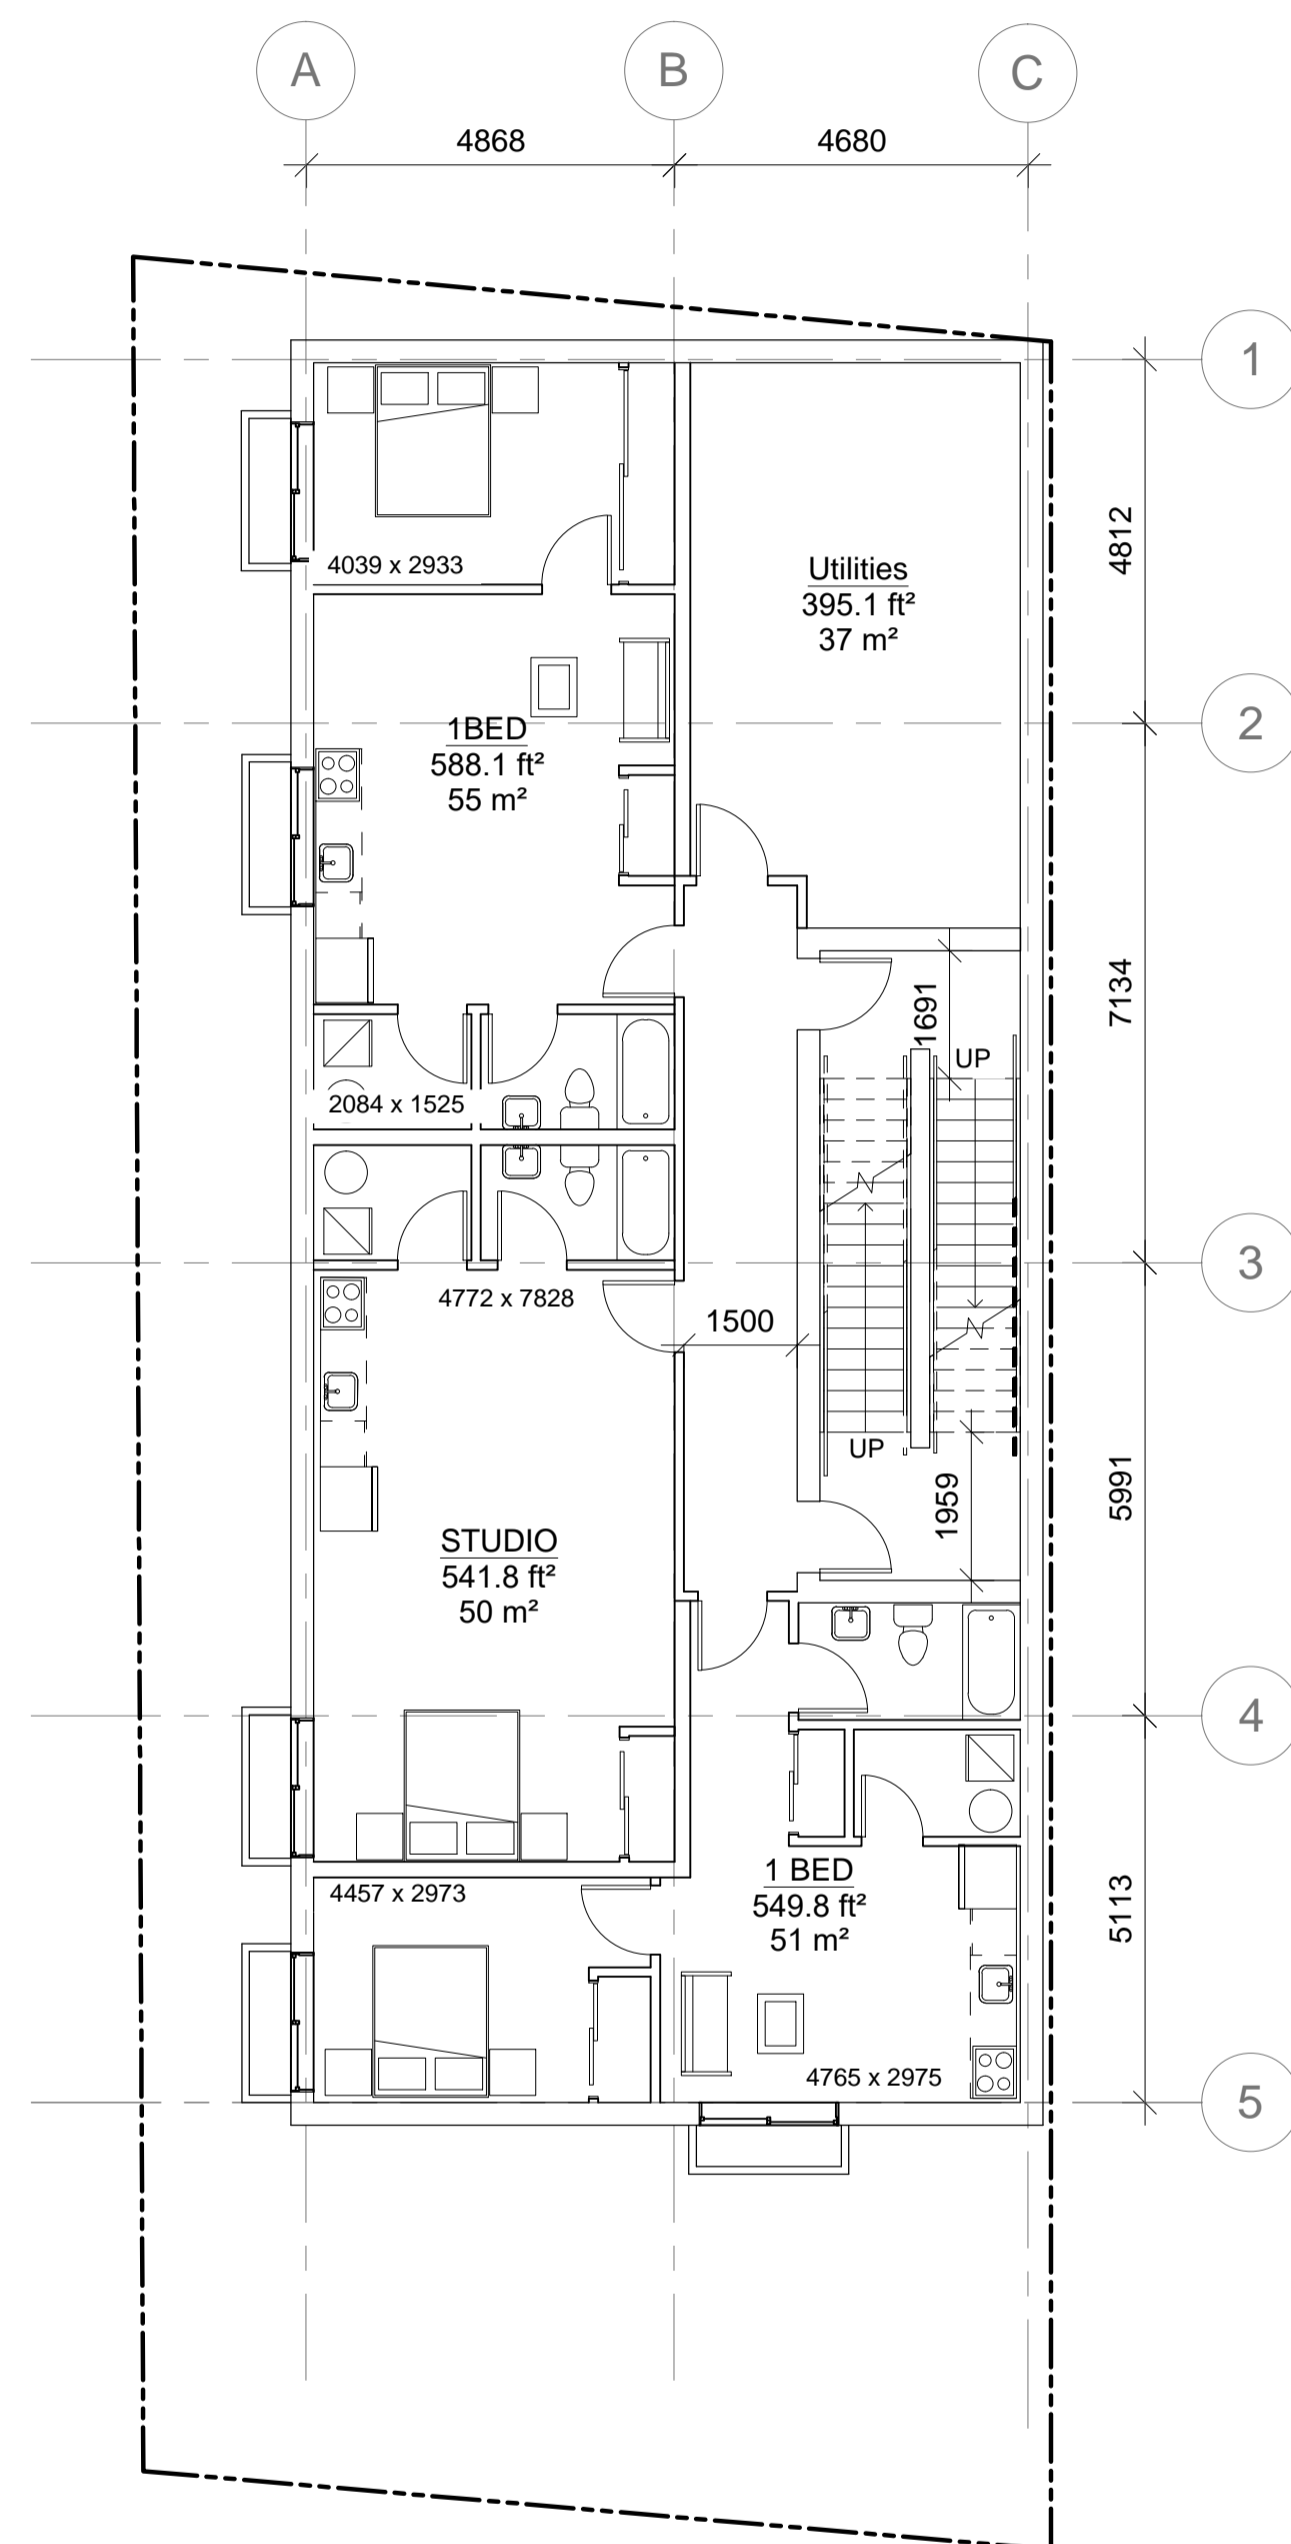 A
B
C
4868
4680
1
4812
4039 x 2933
Utilities
395.1 ft²
37 m²
2
1BED
588.1 ft²
55 m²
7134
1691
UP
2084 x 1525
3
4772 x 7828
1500
UP
1959
5991
STUDIO
541.8 ft²
50 m²
4
1 BED
549.8 ft²
51 m²
4457 x 2973
5113
4765 x 2975
5